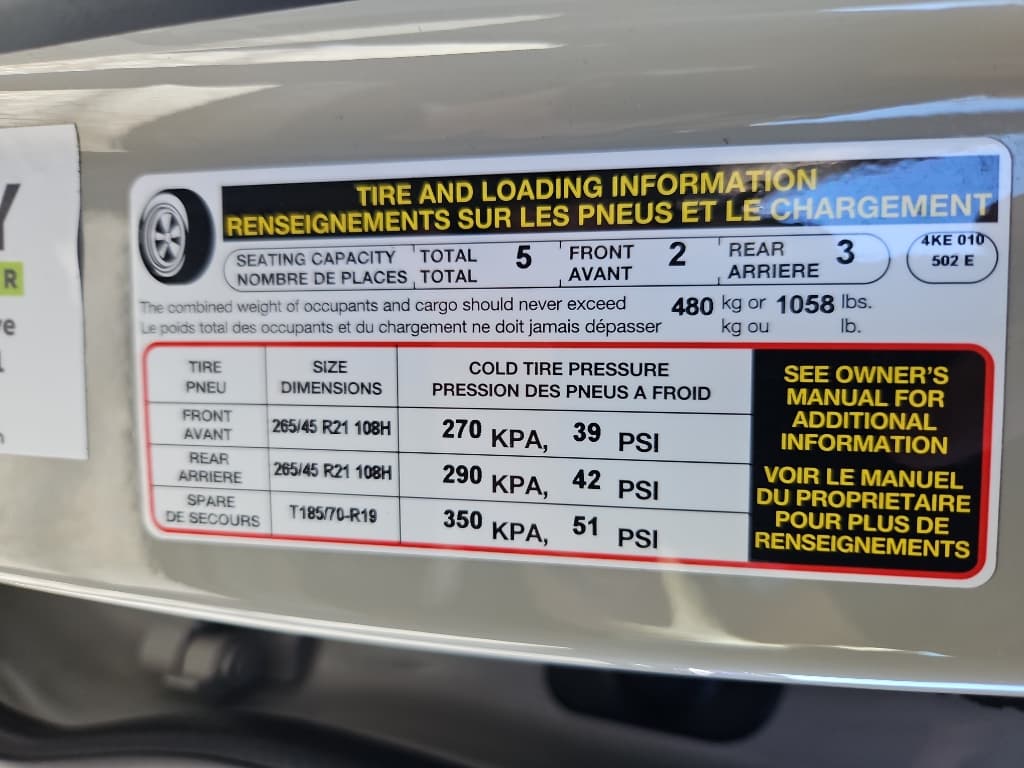 TIRE AND LOADING INFORMATION
RENSEIGNEMENTS SUR LES PNEUS ET LE CHARGEMENT
SEATING CAPACITY TOTAL 5 FRONT 2 REAR 3
NOMBRE DE PLACES TOTAL AVANT ARRIERE
4KE 010
502 E
The combined weight of occupants and cargo should never exceed 480 kg or 1058 lbs.
Le poids total des occupants et du chargement ne doit jamais dépasser kg ou lb.
TIRE SIZE COLD TIRE PRESSURE
PNEU DIMENSIONS PRESSION DES PNEUS A FROID
FRONT
AVANT 265/45 R21 108H 270 KPA, 39 PSI
REAR
ARRIERE 265/45 R21 108H 290 KPA, 42 PSI
SPARE
DE SECOURS T185/70-R19 350 KPA, 51 PSI
SEE OWNER'S
MANUAL FOR
ADDITIONAL
INFORMATION
VOIR LE MANUEL
DU PROPRIETAIRE
POUR PLUS DE
RENSEIGNEMENTS